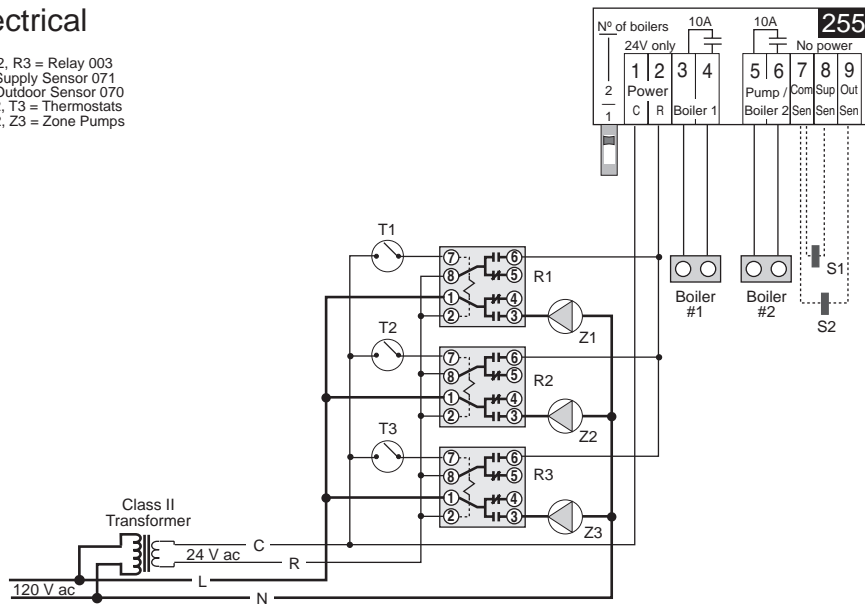 ectrical
2, R3 = Relay 003
Supply Sensor 071
Outdoor Sensor 070
, T3 = Thermostats
2, Z3 = Zone Pumps
Nº of boilers
10A
10A
255
24V only
No power
1 2 3 4 5 6 7 8 9
2
1
Power
C R
Boiler 1
Pump /
Boiler 2
Com Sen
Sup Sen
Out Sen
T1
7 6
8 5
R1
1 4
2 3
Z1
Boiler
#1
Boiler
#2
S1
S2
T2
7 6
8 5
R2
1 4
2 3
Z2
T3
7 6
8 5
R3
1 4
2 3
Z3
Class II
Transformer
C
24 V ac
R
L
120 V ac
N